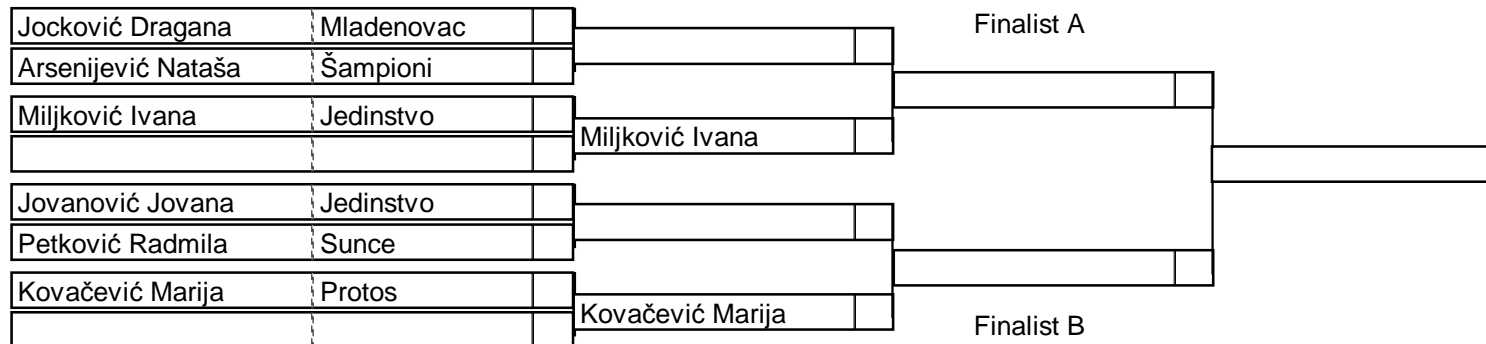 Jocković Dragana Mladenovac Finalist A
Arsenijević Nataša Šampioni
Miljković Ivana Jedinstvo
Miljković Ivana
Jovanović Jovana Jedinstvo
Petković Radmila Sunce
Kovačević Marija Protos
Kovačević Marija
Finalist B